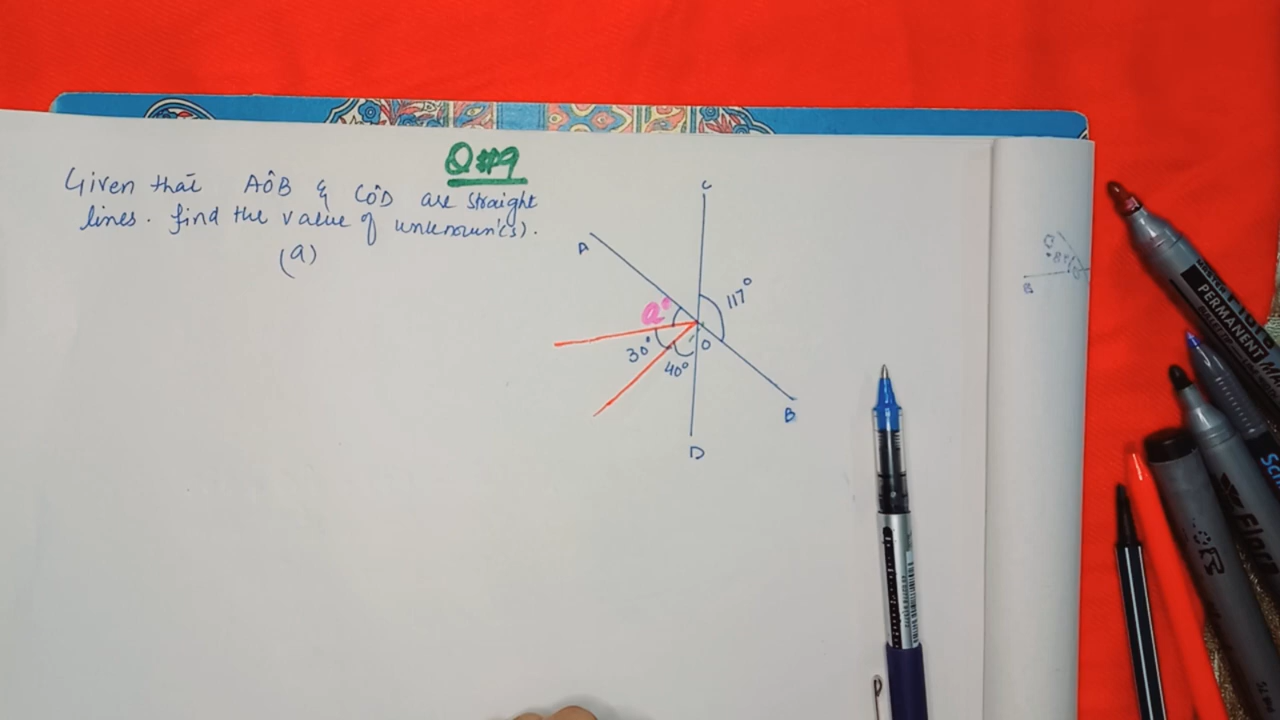 Q#9
Given that AÔB & CÔD are straight
lines. find the value of unknown(s).
(a)
C
A
117°
a°
30°
40°
O
B
D
B
PERMANENT